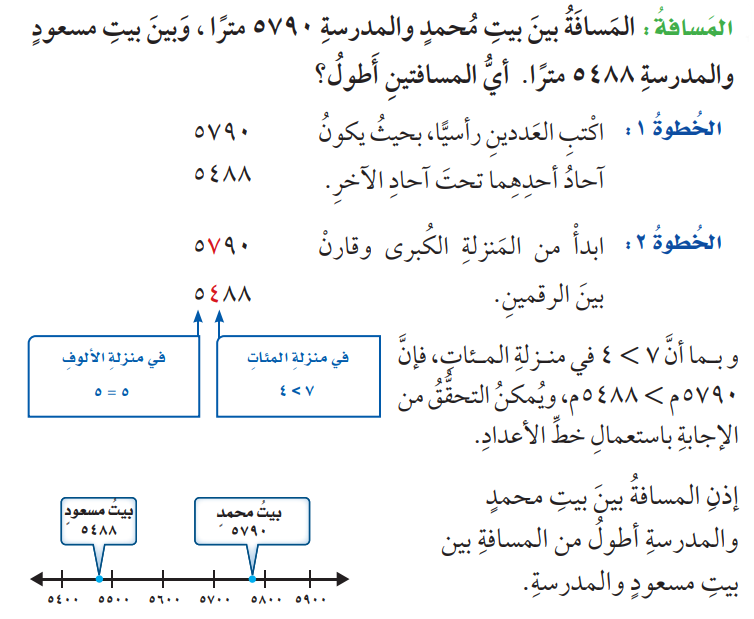 المَسافةُ: المَسافَةُ بينَ بيتِ مُحمدٍ والمدرسةِ ٥٧٩٠ مترًا، وَبينَ بيتِ مسعودٍ
والمدرسةِ ٥٤٨٨ مترًا. أيُّ المسافتينِ أَطولُ؟
الخُطوةُ ١: اكْتبِ العَددينِ رأسيًّا، بحيثُ يكونُ
آحادُ أحدِهِما تحتَ آحادِ الآخرِ.
٥٧٩٠
٥٤٨٨
الخُطوةُ ٢: ابدأْ من المَنزلةِ الكُبرى وقارنْ
بينَ الرقمينِ.
٥٧٩٠
٥٤٨٨
في منزلةِ المئاتِ
٧ > ٤
في منزلةِ الألوفِ
٥ = ٥
وبـمـا أنَّ ٧ > ٤ في منـزلةِ المـئـاتِ، فإنَّ
٥٧٩٠م > ٥٤٨٨م، ويُمكنُ التحقُّقُ من
الإجابةِ باستعمالِ خطِّ الأعدادِ.
إذنِ المسافةُ بينَ بيتِ محمدٍ
والمدرسةِ أطولُ من المسافةِ بين
بيتِ مسعودٍ والمدرسةِ.
بيتُ مسعودٍ
٥٤٨٨
بيتُ محمدٍ
٥٧٩٠
٥٤٠٠ ٥٥٠٠ ٥٦٠٠ ٥٧٠٠ ٥٨٠٠ ٥٩٠٠